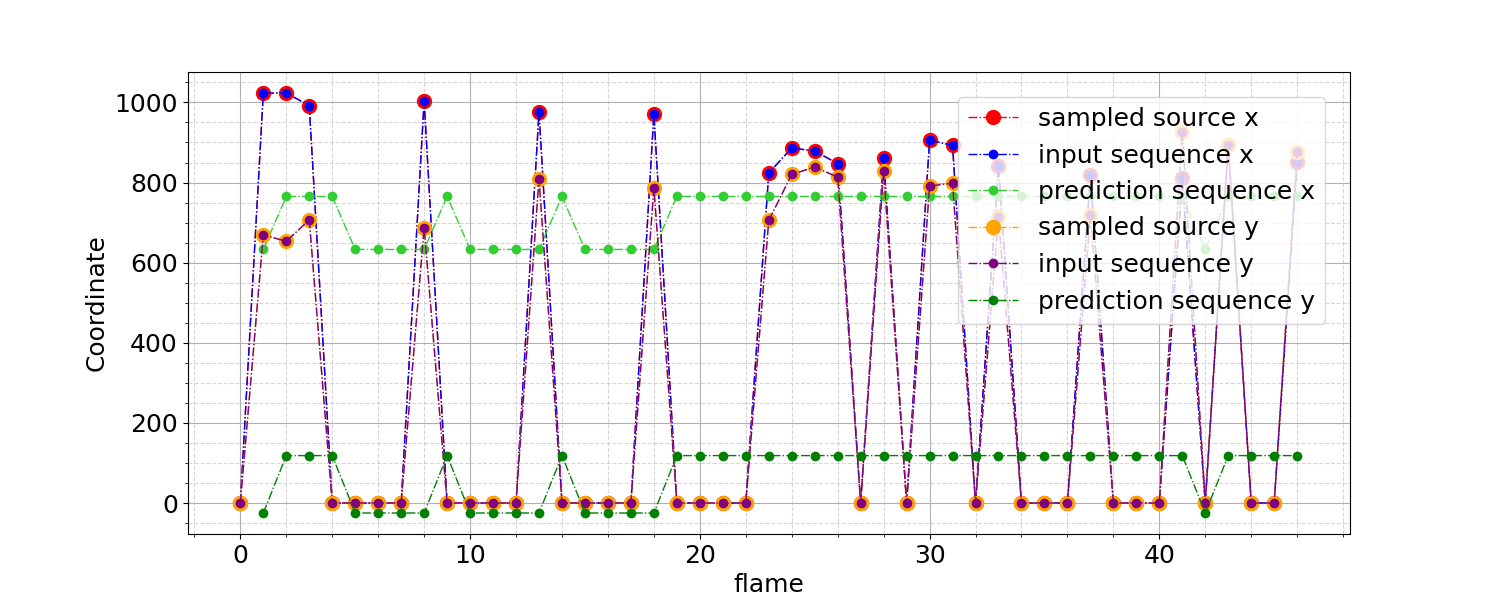 1000
800
600
400
200
0
Coordinate
0 10 20 30 40
flame
sampled source x
input sequence x
prediction sequence x
sampled source y
input sequence y
prediction sequence y